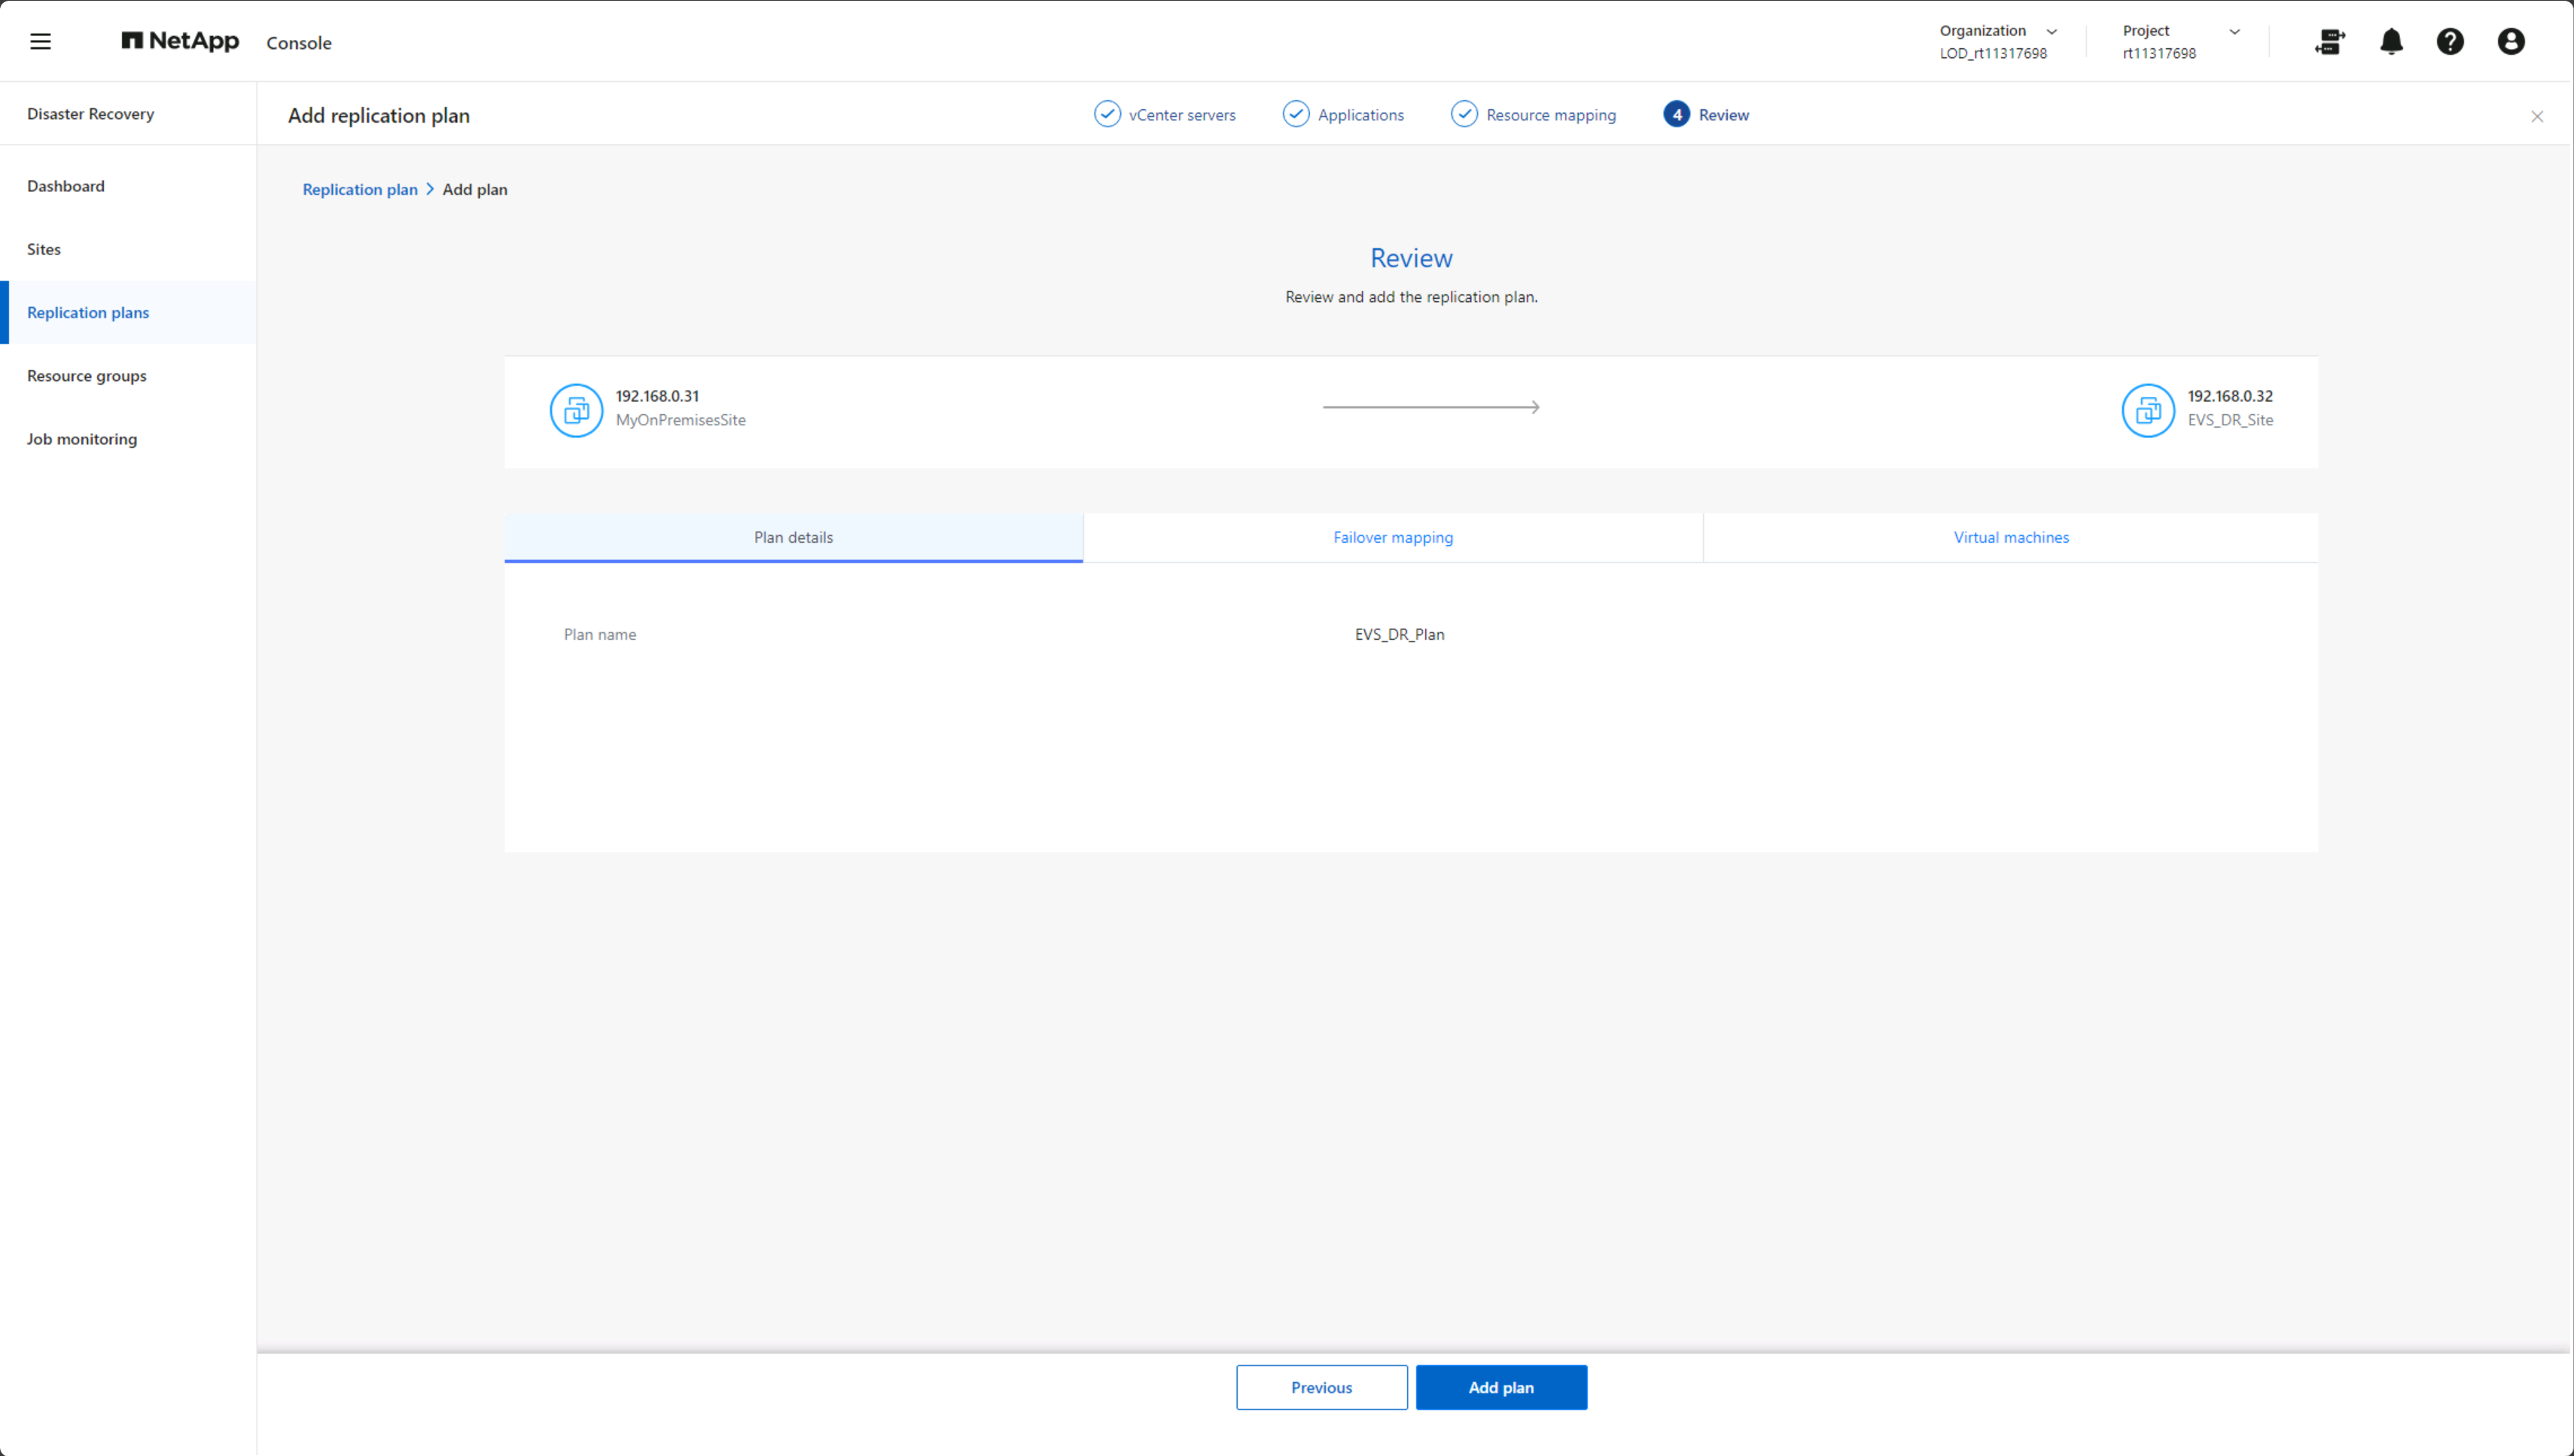 NetApp Console
Organization
LOD_rt11317698
Project
rt11317698
Disaster Recovery
Add replication plan
vCenter servers
Applications
Resource mapping
4 Review
Dashboard
Sites
Replication plans
Resource groups
Job monitoring
Replication plan > Add plan
Review
Review and add the replication plan.
192.168.0.31
MyOnPremisesSite
192.168.0.32
EVS_DR_Site
Plan details
Failover mapping
Virtual machines
Plan name
EVS_DR_Plan
Previous
Add plan